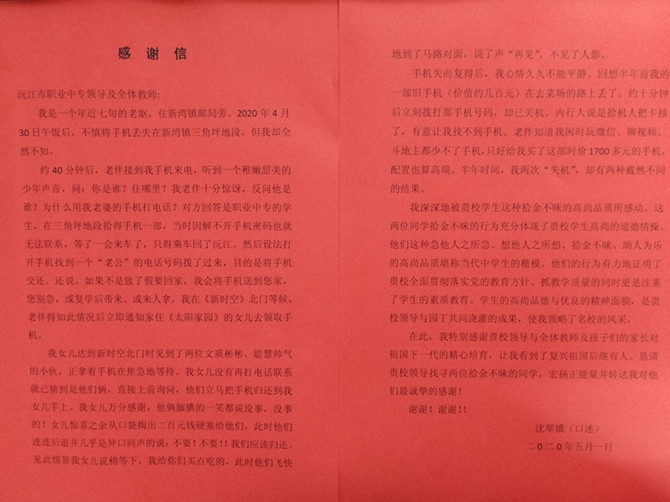 感 谢 信
沅江市职业中专领导及全体教师:
我是一个年近七旬的老妪，住新湾镇邮局旁。2020 年 4 月
30 日午饭后，不慎将手机丢失在新湾镇三角坪地段，但我却全
然不知。
约 40 分钟后，老伴接到我手机来电，听到一个稚嫩甜美的
少年声音，问：你是谁？住哪里？我老伴十分惊讶，反问他是
谁？为什么用我老婆的手机打电话？对方回答是职业中专的学
生，在三角坪地段拾得手机一部，当时因解不开手机密码也就
无法联系，等了一会来车了，只得乘车回了沅江。然后设法打
开手机找到一个“老公”的电话号码拨了过来，目的是将手机
交还。还说，如果不是放了假要回家，我会将手机送到您家，
您别急，或复学后带来、或来人拿，我在《新时空》北门等候。
老伴得知此情况后立即通知家住《太阳家园》的女儿去领取手
机。
我女儿达到新时空北门时见到了两位文质彬彬、聪慧帅气
的小伙，正拿着手机在焦急地等待。我女儿没有再打电话联系
就已猜到是他们俩，直接上前询问，他们立马把手机归还到我
女儿手上。我女儿万分感谢，他俩腼腆的一笑都说没事，没事
的！女儿惊喜之余从口袋掏出二百元钱硬塞给他们，此时他们
连连后退并几乎是异口同声的说：不要！不要！！我们应该归还。
见此情景我女儿说稍等下，我给你们买点吃的，此时他们飞快
地到了马路对面，说了声“再见”，不见了人影。
手机失而复得后，我心情久久不能平静。回想半年前我的
一部旧手机（价值约几百元）在去菜场的路上丢了。约十分钟
后立刻拨打那手机号码，却已关机。内行人说是拾机人把卡抽
了，有意让我找不到手机。老伴知道我闲时玩微信、聊视频、
斗地主都少不了手机，只好给我买了这部时价 1700 多元的手机，
配置也算高端。半年时间，我两次“失机”，却有两种截然不同
的结果。
我深深地被贵校学生这种拾金不昧的高尚品质所感动。这
两位同学拾金不昧的行为充分体现了贵校学生高尚的道德情操。
他们这种急他人之所急、想他人之所想，拾金不昧、助人为乐
的高尚品质堪称当代中学生的楷模。他们的行为有力地证明了
贵校全面贯彻落实党的教育方针。抓教学质量的同时更是注重
了学生的素质教育。学生的高尚品德与优良的精神面貌，是贵
校领导与园丁共同浇灌的成果，使我领略了名校的风采。
在此，我特别感谢贵校领导与全体教师及孩子们的家长对
祖国下一代的精心培育，让我看到了复兴祖国后继有人。恳请
贵校领导找寻两位拾金不昧的同学，宏扬正能量并转达我对他
们最诚挚的感谢！
谢谢！谢谢！！
沈翠娥（口述）
二０二０年五月一日